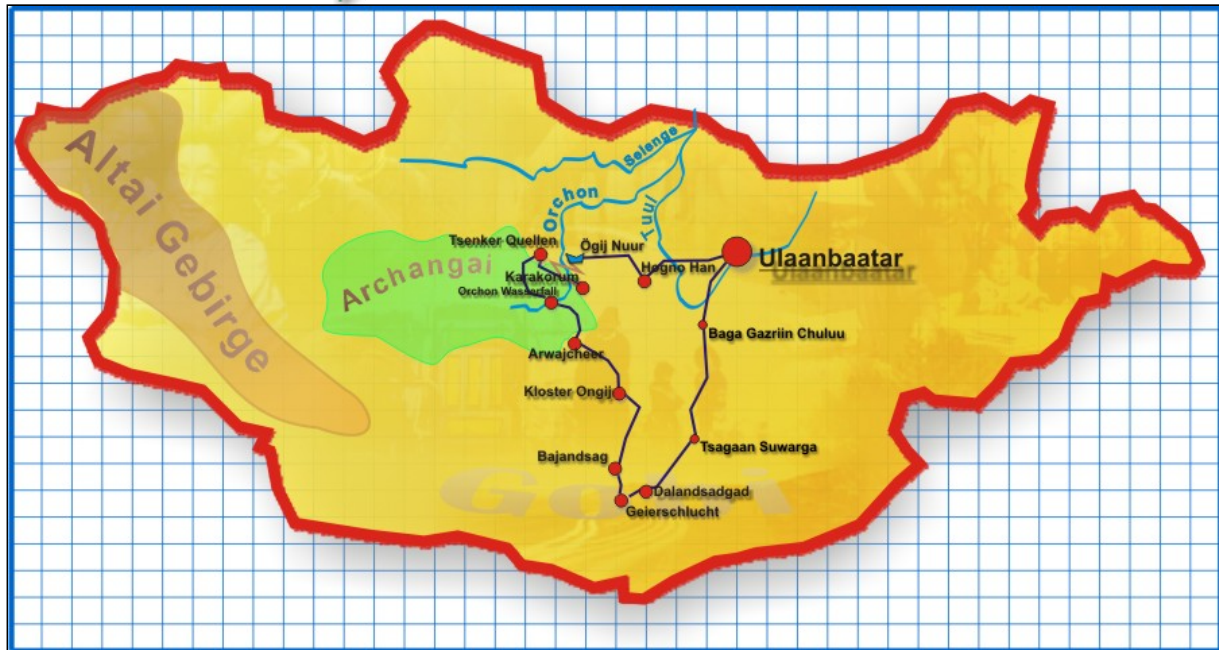 Altai Gebirge
Selenge
Orchon
Tuul
Tsenker Quellen
Ögij Nuur
Ulaanbaatar
Hogno Han
Archangai
Karakorum
Orchon Wasserfall
Baga Gazriin Chuluu
Arwajcheer
Kloster Ongij
Tsagaan Suwarga
Bajandsag
Gobi
Dalandsadgad
Geierschlucht